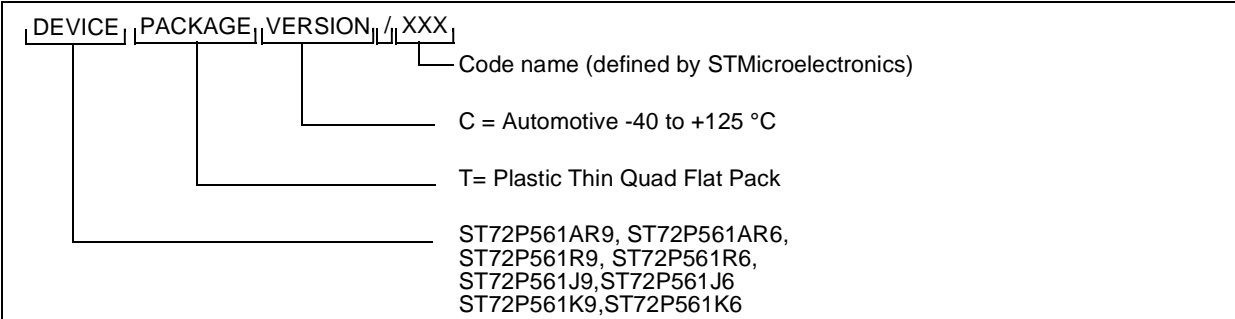 DEVICE PACKAGE VERSION / XXX
Code name (defined by STMicroelectronics)
C = Automotive -40 to +125 °C
T= Plastic Thin Quad Flat Pack
ST72P561AR9, ST72P561AR6,
ST72P561R9, ST72P561R6,
ST72P561J9,ST72P561J6
ST72P561K9,ST72P561K6